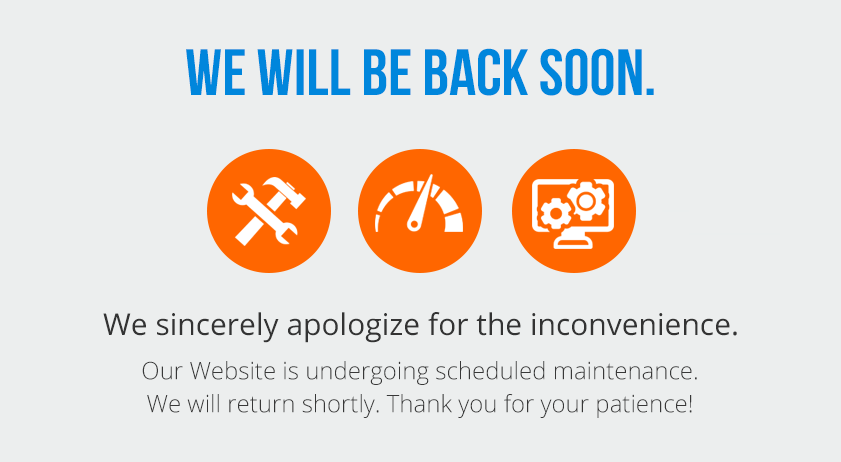 WE WILL BE BACK SOON.
We sincerely apologize for the inconvenience.
Our Website is undergoing scheduled maintenance.
We will return shortly. Thank you for your patience!